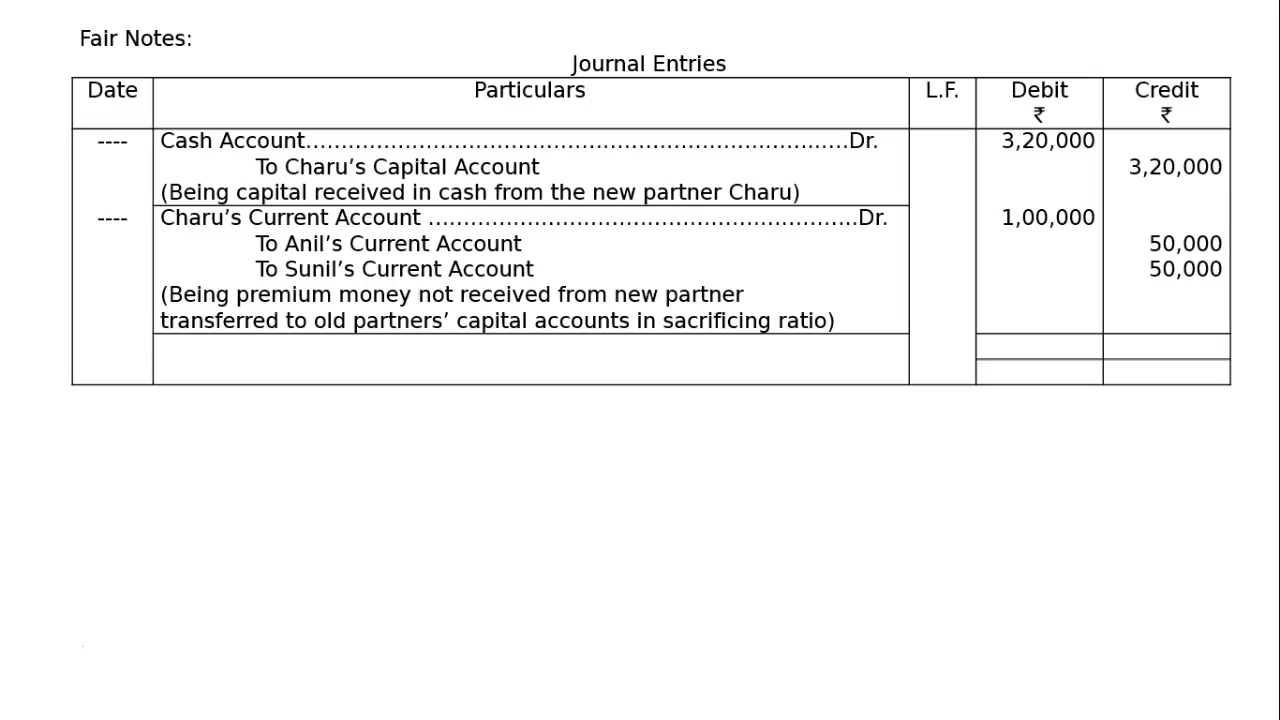 Fair Notes:
Journal Entries
Date Particulars L.F. Debit Credit
₹ ₹
---- Cash Account…………………………………………………………………Dr. 3,20,000
To Charu’s Capital Account 3,20,000
(Being capital received in cash from the new partner Charu)
---- Charu’s Current Account ……………………………………………………Dr. 1,00,000
To Anil’s Current Account 50,000
To Sunil’s Current Account 50,000
(Being premium money not received from new partner
transferred to old partners’ capital accounts in sacrificing ratio)